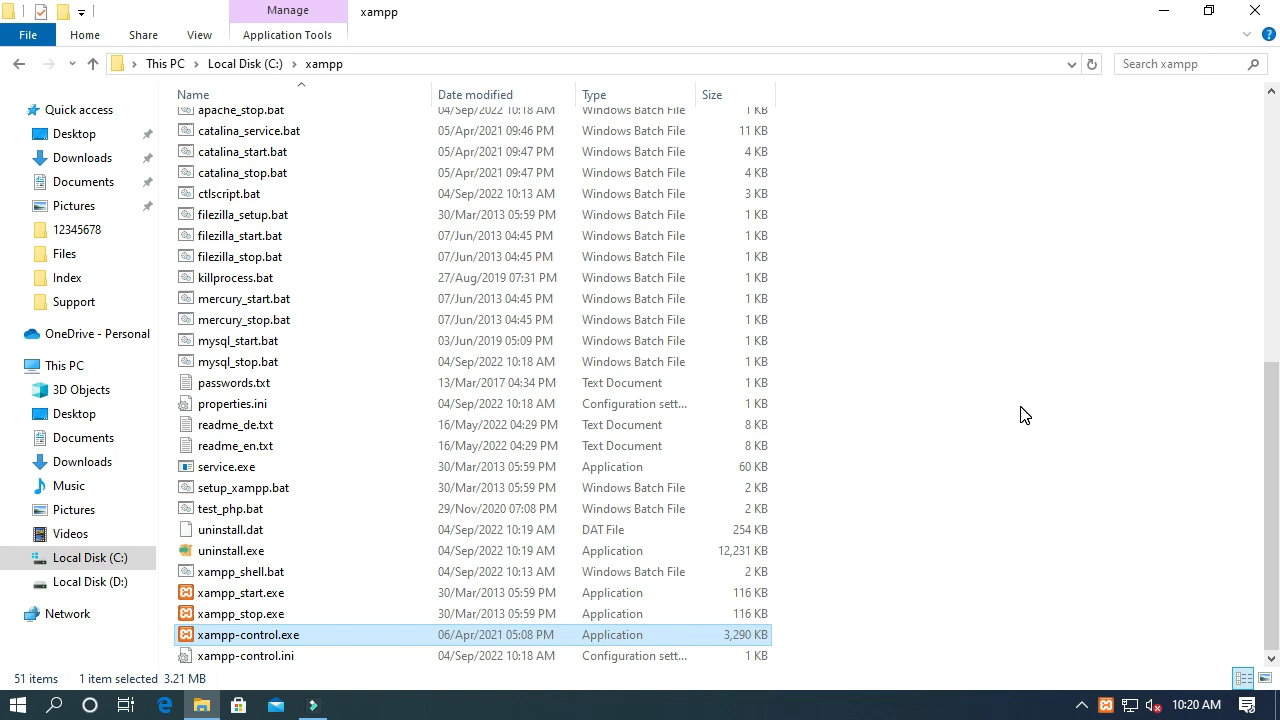 Manage
xampp
File
Home
Share
View
Application Tools
This PC
Local Disk (C:)
xampp
Search xampp
Name
Date modified
Type
Size
apache_stop.bat 04/Sep/2022 10:18 AM Windows Batch File 1 KB
catalina_service.bat 05/Apr/2021 09:46 PM Windows Batch File 11 KB
catalina_start.bat 05/Apr/2021 09:47 PM Windows Batch File 4 KB
catalina_stop.bat 05/Apr/2021 09:47 PM Windows Batch File 4 KB
ctlscript.bat 04/Sep/2022 10:13 AM Windows Batch File 3 KB
filezilla_setup.bat 30/Mar/2013 05:59 PM Windows Batch File 1 KB
filezilla_start.bat 07/Jun/2013 04:45 PM Windows Batch File 1 KB
filezilla_stop.bat 07/Jun/2013 04:45 PM Windows Batch File 1 KB
killprocess.bat 27/Aug/2019 07:31 PM Windows Batch File 1 KB
mercury_start.bat 07/Jun/2013 04:45 PM Windows Batch File 1 KB
mercury_stop.bat 07/Jun/2013 04:45 PM Windows Batch File 1 KB
mysql_start.bat 03/Jun/2019 05:09 PM Windows Batch File 1 KB
mysql_stop.bat 04/Sep/2022 10:18 AM Windows Batch File 1 KB
passwords.txt 13/Mar/2017 04:34 PM Text Document 1 KB
properties.ini 04/Sep/2022 10:18 AM Configuration sett... 1 KB
readme_de.txt 16/May/2022 04:29 PM Text Document 8 KB
readme_en.txt 16/May/2022 04:29 PM Text Document 8 KB
service.exe 30/Mar/2013 05:59 PM Application 60 KB
setup_xampp.bat 30/Mar/2013 05:59 PM Windows Batch File 2 KB
test_php.bat 29/Nov/2020 07:08 PM Windows Batch File 2 KB
uninstall.dat 04/Sep/2022 10:19 AM DAT File 254 KB
uninstall.exe 04/Sep/2022 10:19 AM Application 12,231 KB
xampp_shell.bat 04/Sep/2022 10:13 AM Windows Batch File 2 KB
xampp_start.exe 30/Mar/2013 05:59 PM Application 116 KB
xampp_stop.exe 30/Mar/2013 05:59 PM Application 116 KB
xampp-control.exe 06/Apr/2021 05:08 PM Application 3,290 KB
xampp-control.ini 04/Sep/2022 10:18 AM Configuration sett... 1 KB
Quick access
Desktop
Downloads
Documents
Pictures
12345678
Files
Index
Support
OneDrive - Personal
This PC
3D Objects
Desktop
Documents
Downloads
Music
Pictures
Videos
Local Disk (C:)
Local Disk (D:)
Network
51 items
1 item selected 3.21 MB
10:20 AM